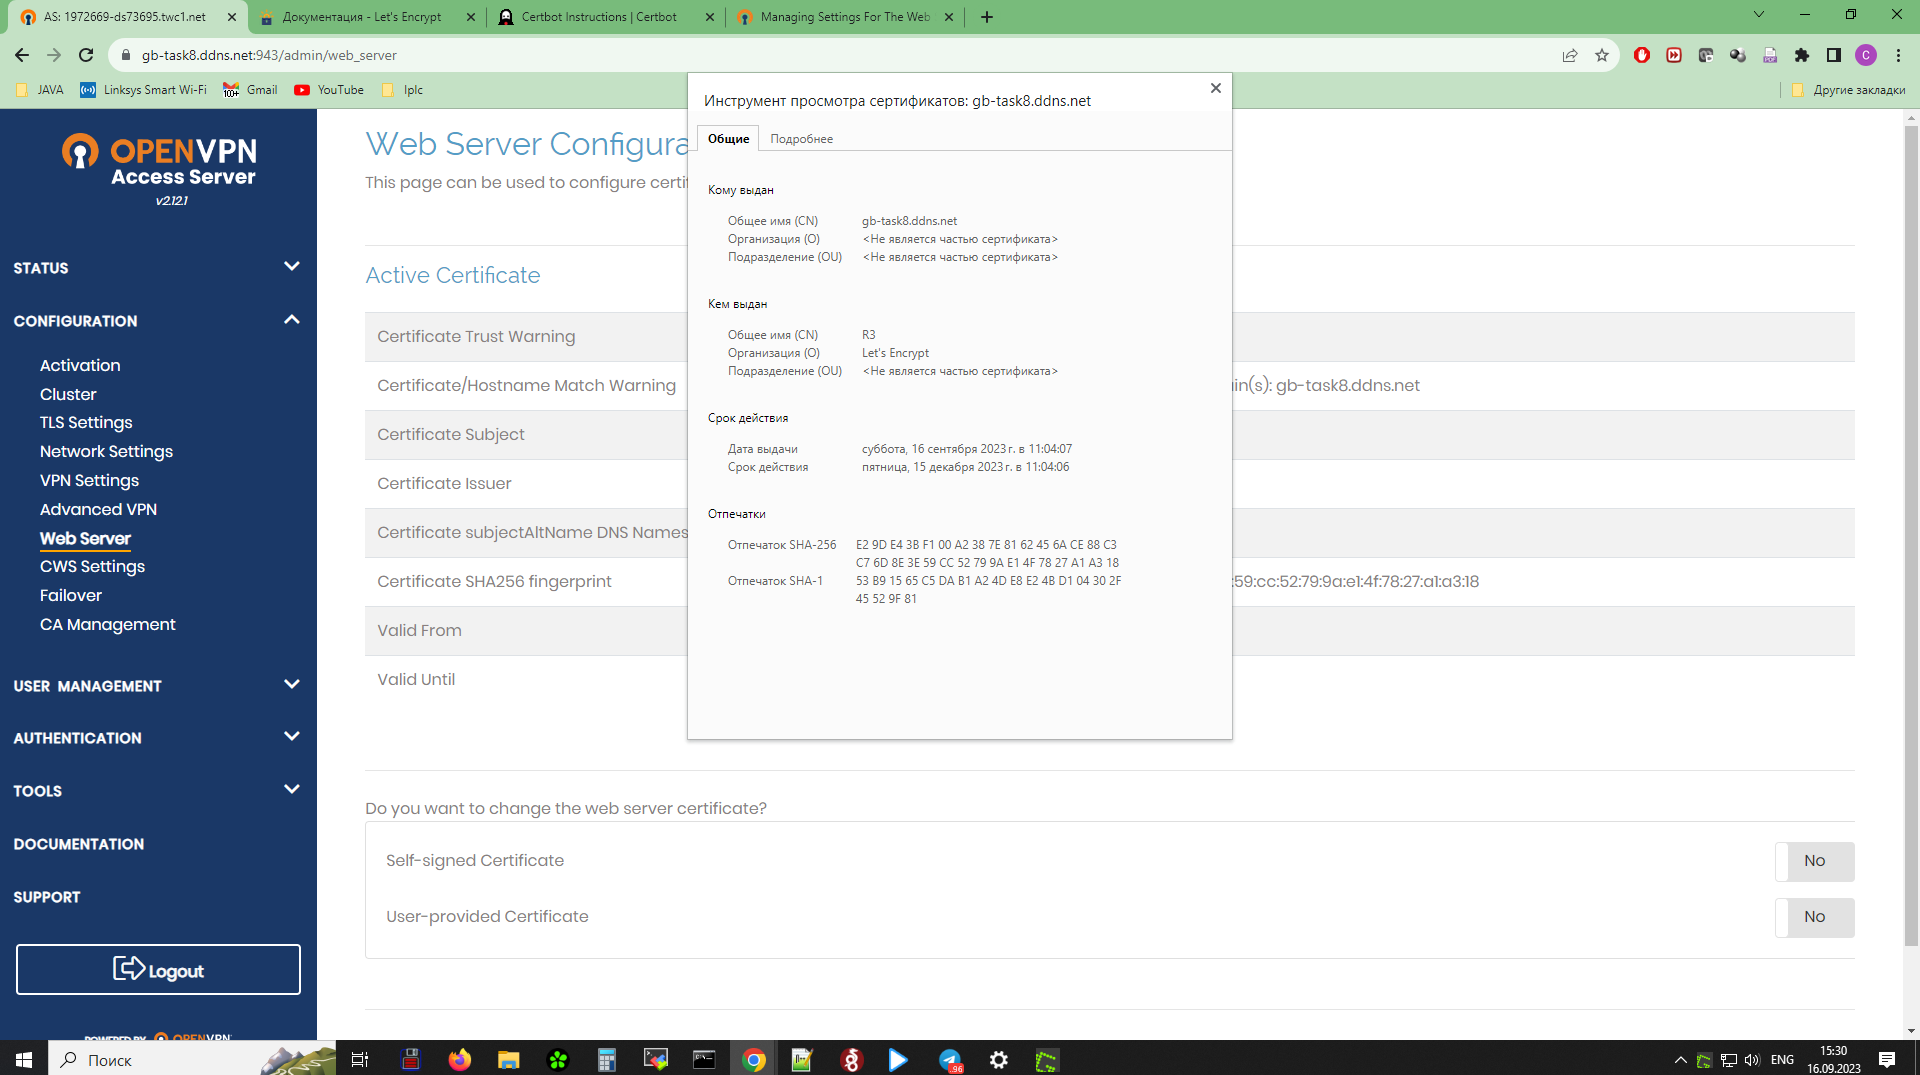 AS: 1972669-ds73695.twc1.net
Документация - Let's Encrypt
Certbot Instructions | Certbot
Managing Settings For The Web
gb-task8.ddns.net:943/admin/web_server
C
JAVA
Linksys Smart Wi-Fi
100+
Gmail
YouTube
Iplc
Другие закладки
OPENVPN
Access Server
v2.12.1
STATUS
CONFIGURATION
Activation
Cluster
TLS Settings
Network Settings
VPN Settings
Advanced VPN
Web Server
CWS Settings
Failover
CA Management
USER MANAGEMENT
AUTHENTICATION
TOOLS
DOCUMENTATION
SUPPORT
Logout
POWERED BY OPENVPN
Web Server Configura
This page can be used to configure certif
Active Certificate
Certificate Trust Warning
Certificate/Hostname Match Warning
in(s): gb-task8.ddns.net
Certificate Subject
Certificate Issuer
Certificate subjectAltName DNS Names
Certificate SHA256 fingerprint
:59:cc:52:79:9a:e1:4f:78:27:a1:a3:18
Valid From
Valid Until
Do you want to change the web server certificate?
Self-signed Certificate
No
User-provided Certificate
No
Инструмент просмотра сертификатов: gb-task8.ddns.net
Общие
Подробнее
Кому выдан
Общее имя (CN) gb-task8.ddns.net
Организация (O) <Не является частью сертификата>
Подразделение (OU) <Не является частью сертификата>
Кем выдан
Общее имя (CN) R3
Организация (O) Let's Encrypt
Подразделение (OU) <Не является частью сертификата>
Срок действия
Дата выдачи суббота, 16 сентября 2023 г. в 11:04:07
Срок действия пятница, 15 декабря 2023 г. в 11:04:06
Отпечатки
Отпечаток SHA-256 E2 9D E4 3B F1 00 A2 38 7E 81 62 45 6A CE 88 C3
C7 6D 8E 3E 59 CC 52 79 9A E1 4F 78 27 A1 A3 18
Отпечаток SHA-1 53 B9 15 65 C5 DA B1 A2 4D E8 E2 4B D1 04 30 2F
45 52 9F 81
Поиск
96
ENG
15:30
16.09.2023